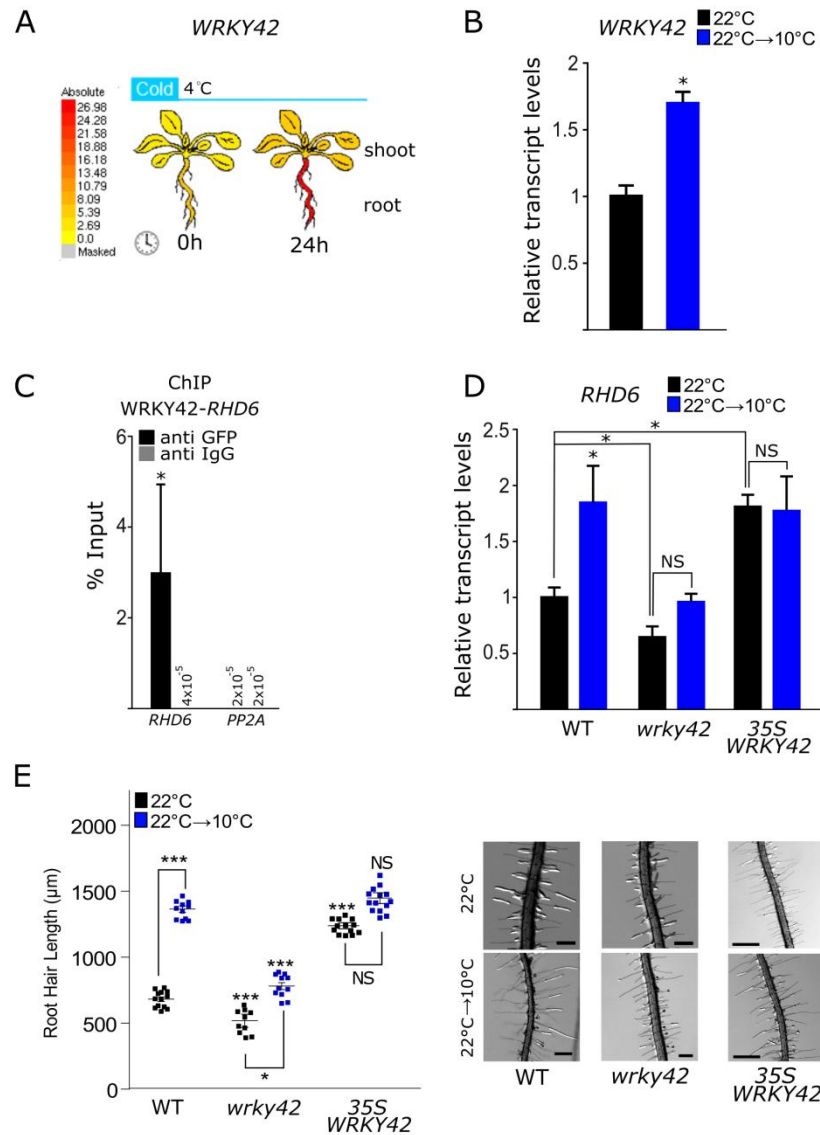 A
WRKY42
Absolute
26.98
24.28
21.58
18.88
16.18
13.48
10.79
8.09
5.39
2.69
0.0
Masked
Cold 4°C
shoot
root
0h 24h
B
WRKY42
22°C
22°C→10°C
Relative transcript levels
2
1.5
1
0.5
*
C
ChIP
WRKY42-RHD6
anti GFP
anti IgG
% Input
6
4
2
*
4x10⁻⁵
2x10⁻⁵
2x10⁻⁵
RHD6 PP2A
D
RHD6
22°C
22°C→10°C
Relative transcript levels
2.5
2
1.5
1
0.5
*
*
*
NS
NS
WT wrky42 35S
WRKY42
E
22°C
22°C→10°C
Root Hair Length (µm)
2000
1500
1000
500
0
***
***
***
*
***
NS
NS
WT wrky42 35S
WRKY42
22°C
22°C→10°C
WT wrky42 35S
WRKY42